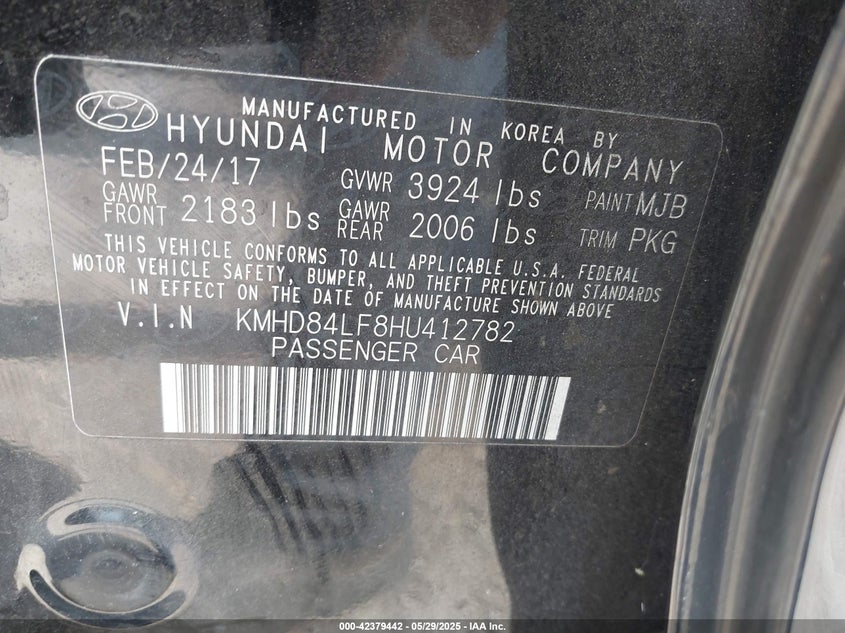 MANUFACTURED IN KOREA BY
HYUNDAI MOTOR COMPANY
FEB/24/17 GVWR 3924 lbs PAINT MJB
GAWR FRONT 2183 lbs GAWR REAR 2006 lbs TRIM PKG
THIS VEHICLE CONFORMS TO ALL APPLICABLE U.S.A. FEDERAL
MOTOR VEHICLE SAFETY, BUMPER, AND THEFT PREVENTION STANDARDS
IN EFFECT ON THE DATE OF MANUFACTURE SHOWN ABOVE
V.I.N KMHD84LF8HU412782
PASSENGER CAR
000-42379442 - 05/29/2025 - IAA Inc.